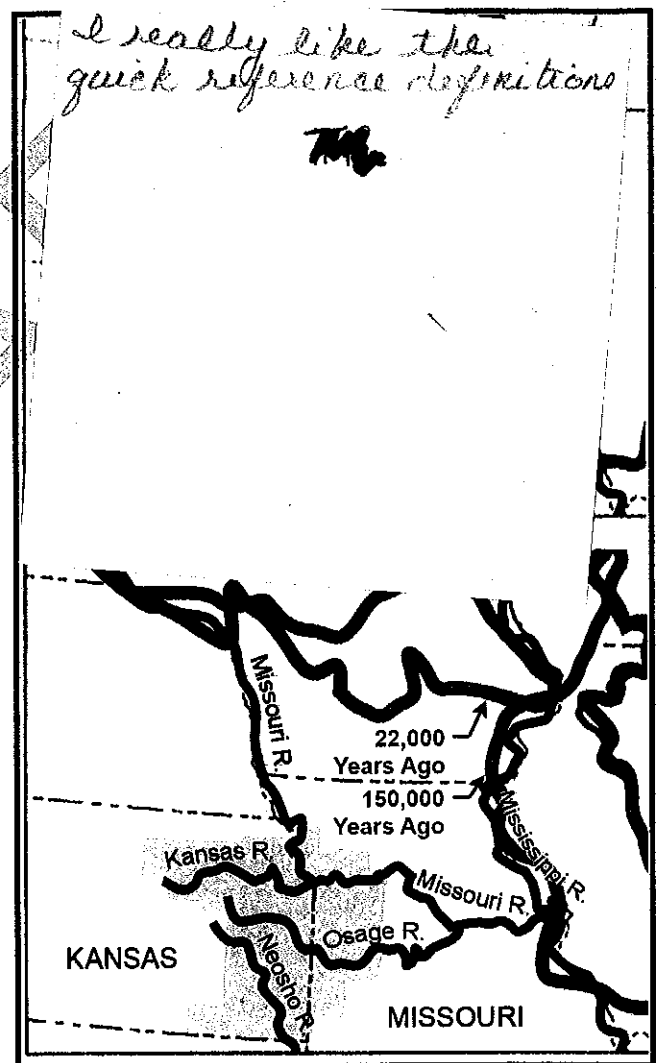 I really like the
quick reference definitions
Missouri R.
22,000
Years Ago
150,000
Years Ago
Mississippi R.
Kansas R.
Missouri R.
Osage R.
Neosho R.
KANSAS
MISSOURI